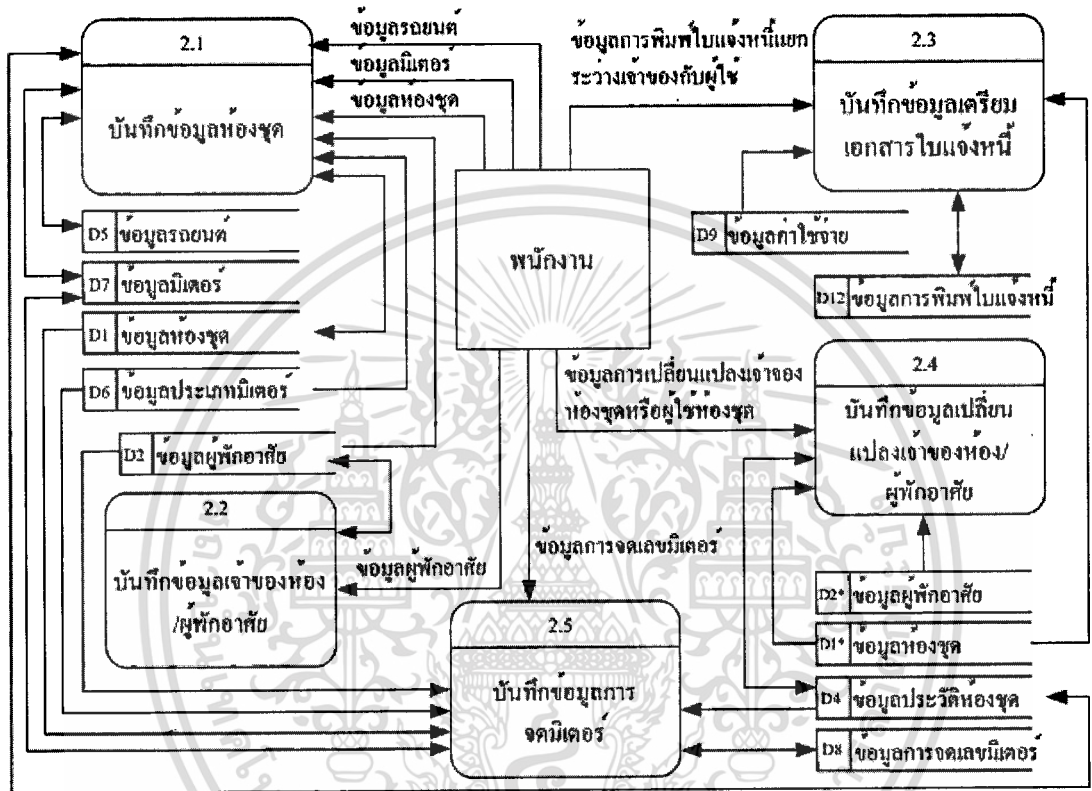 2.1
บันทึกข้อมูลห้องชุด
ข้อมูลรถยนต์
ข้อมูลมิเตอร์
ข้อมูลห้องชุด
ข้อมูลการพิมพ์ใบแจ้งหนี้แยก
ระว่างเจ้าของกับผู้ใช้
2.3
บันทึกข้อมูลเตรียม
เอกสารใบแจ้งหนี้
พนักงาน
D5 ข้อมูลรถยนต์
D7 ข้อมูลมิเตอร์
D1 ข้อมูลห้องชุด
D6 ข้อมูลประเภทมิเตอร์
D2 ข้อมูลผู้พักอาศัย
D9 ข้อมูลค่าใช้จ่าย
D12 ข้อมูลการพิมพ์ใบแจ้งหนี้
ข้อมูลการเปลี่ยนแปลงเจ้าของ
ห้องชุดหรือผู้ใช้ห้องชุด
2.4
บันทึกข้อมูลเปลี่ยน
แปลงเจ้าของห้อง/
ผู้พักอาศัย
2.2
บันทึกข้อมูลเจ้าของห้อง
/ผู้พักอาศัย
ข้อมูลผู้พักอาศัย
ข้อมูลการจดเลขมิเตอร์
2.5
บันทึกข้อมูลการ
จดมิเตอร์
D2* ข้อมูลผู้พักอาศัย
D1* ข้อมูลห้องชุด
D4 ข้อมูลประวัติห้องชุด
D8 ข้อมูลการจดเลขมิเตอร์